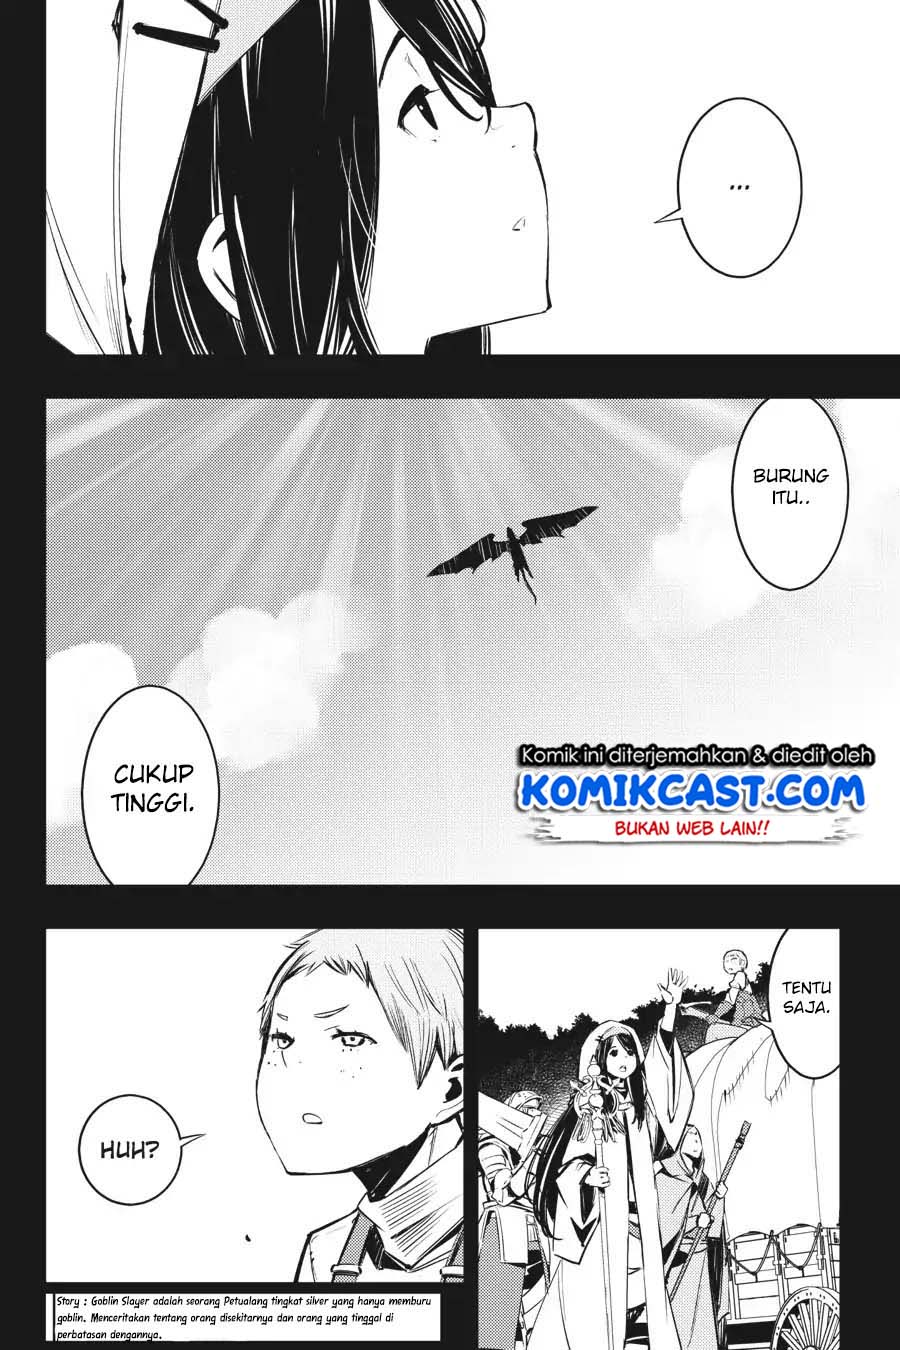 ...
BURUNG
ITU..
CUKUP
TINGGI.
Komik ini diterjemahkan & diedit oleh
KOMIKCAST.COM
BUKAN WEB LAIN!!
TENTU
SAJA.
HUH?
Story : Goblin Slayer adalah seorang Petualang tingkat silver yang hanya memburu
goblin. Menceritakan tentang orang disekitarnya dan orang yang tinggal di
perbatasan dengannya.